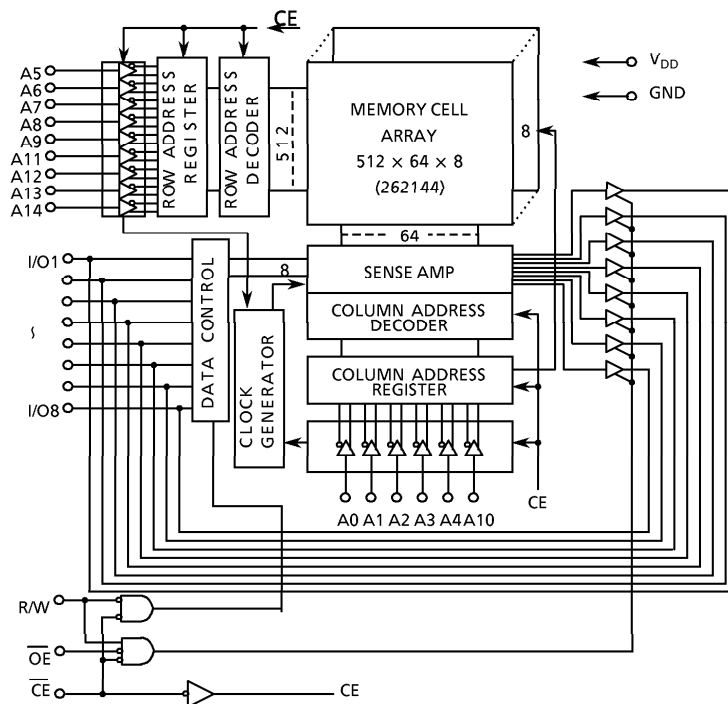 CE
A5
A6
A7
A8
A9
A11
A12
A13
A14
ROW ADDRESS
REGISTER
ROW ADDRESS
DECODER
512
MEMORY CELL
ARRAY
512 × 64 × 8
(262144)
8
VDD
GND
64
I/O1
∫
I/O8
DATA CONTROL
8
SENSE AMP
COLUMN ADDRESS
DECODER
CLOCK
GENERATOR
COLUMN ADDRESS
REGISTER
A0 A1 A2 A3 A4 A10
CE
R/W
O̅E̅
C̅E̅
CE